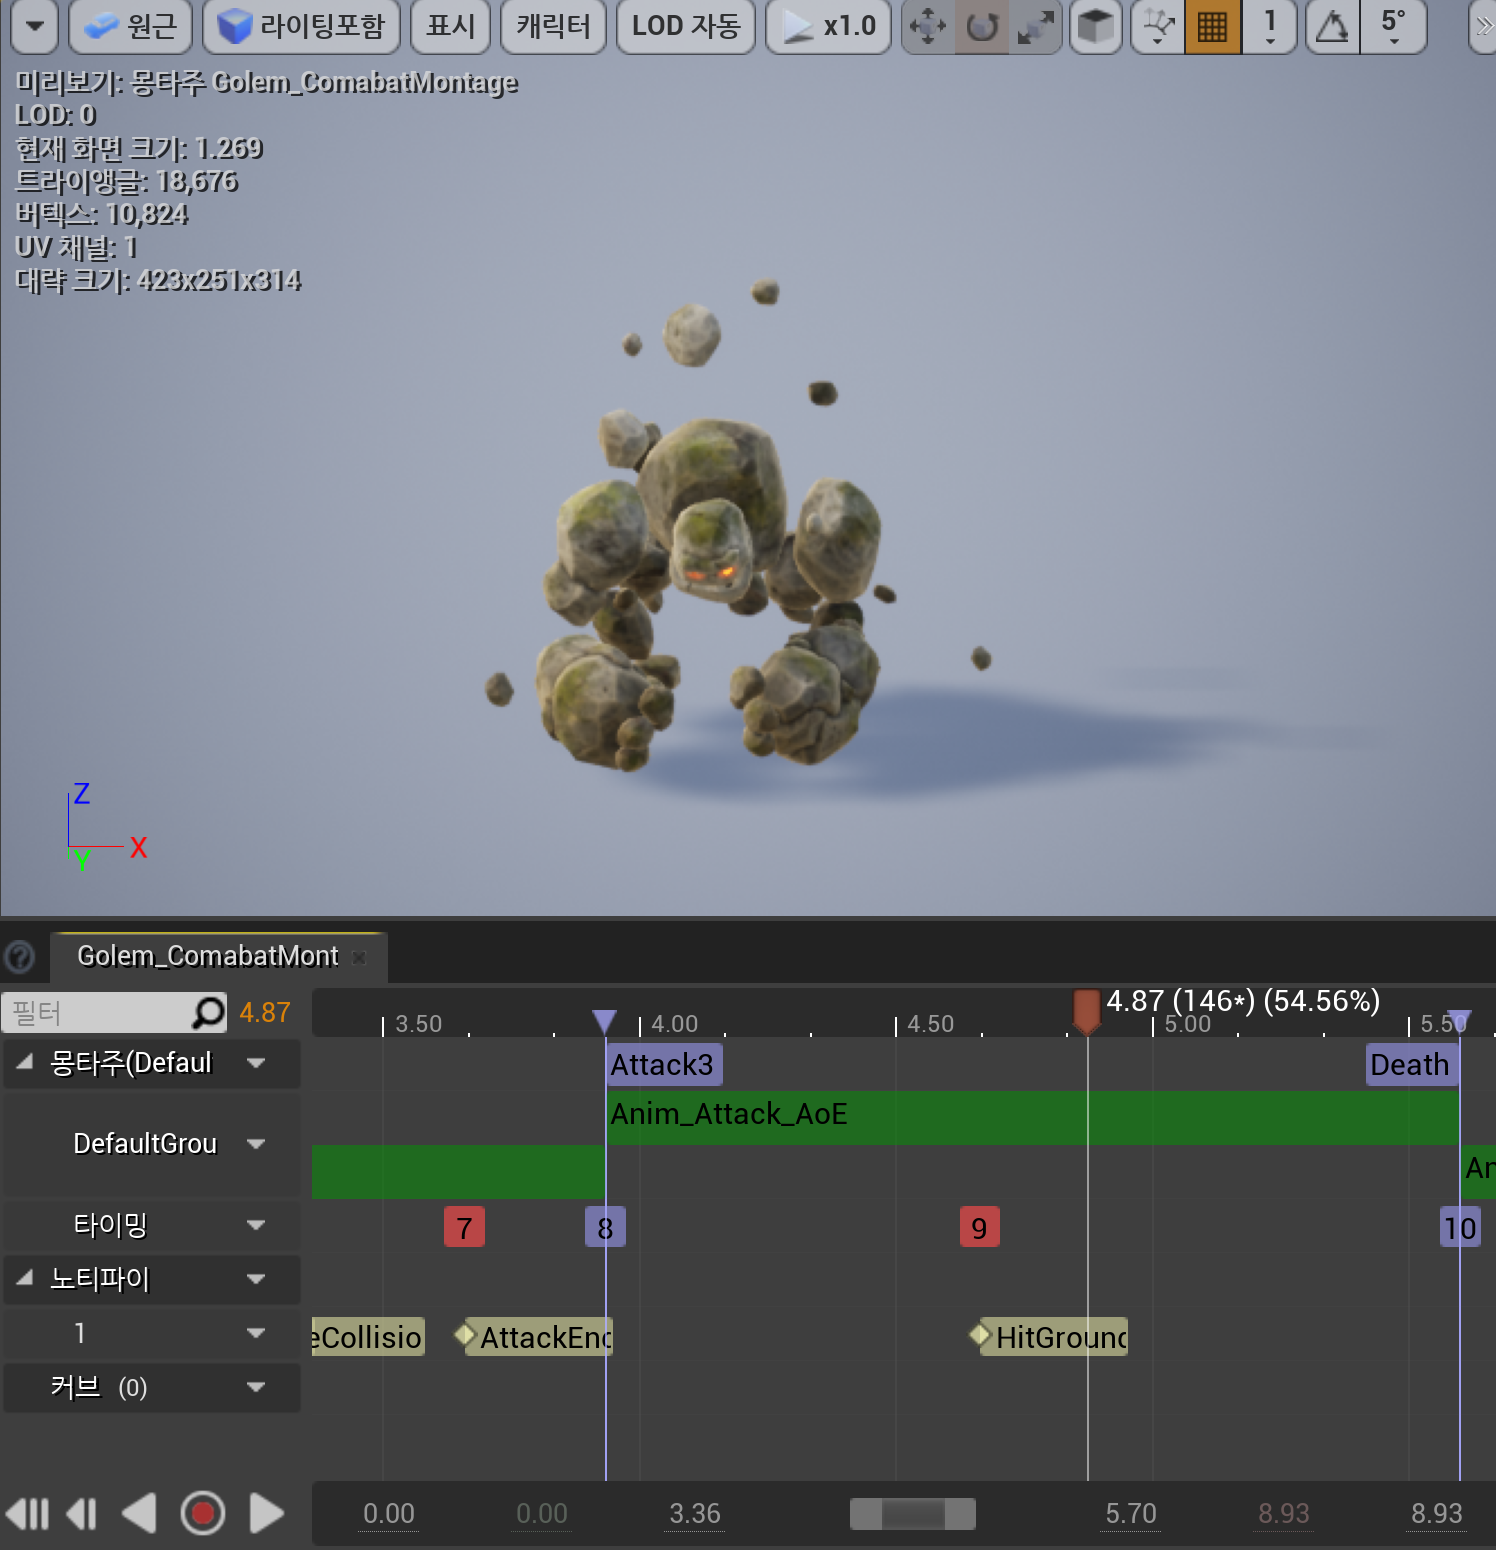 원근 라이팅포함 표시 캐릭터 LOD 자동 x1.0 1 5°
미리보기: 몽타주 Golem_ComabatMontage
LOD: 0
현재 화면 크기: 1.269
트라이앵글: 18,676
버텍스: 10,824
UV 채널: 1
대략 크기: 423x251x314
Z
X
Y
Golem_ComabatMont
필터 4.87
4.87 (146*) (54.56%)
3.50 4.00 4.50 5.00 5.50
몽타주(Defaul
Attack3 Death
Anim_Attack_AoE
DefaultGrou
An
타이밍 7 8 9 10
노티파이
1 eCollisio AttackEnd HitGround
커브 (0)
0.00 0.00 3.36 5.70 8.93 8.93